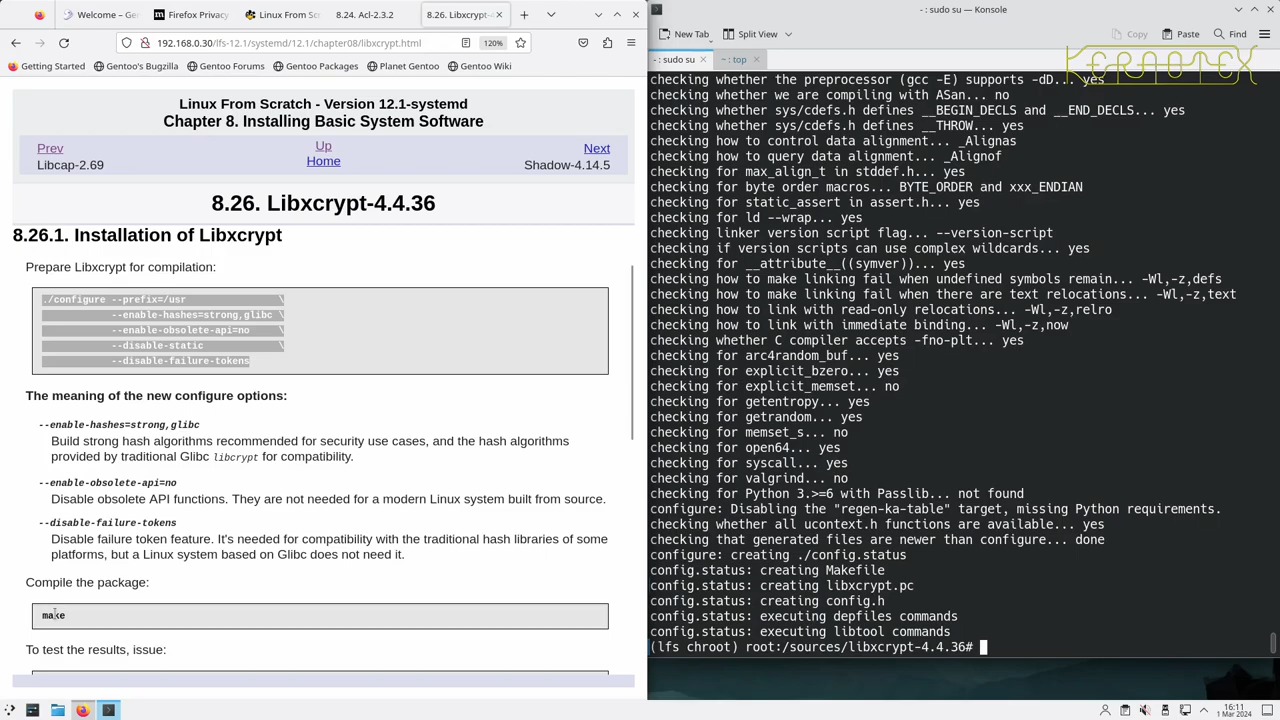 Welcome – Ge
Firefox Privacy
Linux From Scr
8.24. Acl-2.3.2
8.26. Libxcrypt-4
192.168.0.30/lfs-12.1/systemd/12.1/chapter08/libxcrypt.html
120%
Getting Started
Gentoo's Bugzilla
Gentoo Forums
Gentoo Packages
Planet Gentoo
Gentoo Wiki
Linux From Scratch - Version 12.1-systemd
Chapter 8. Installing Basic System Software
Prev
Up
Next
Libcap-2.69
Home
Shadow-4.14.5
8.26. Libxcrypt-4.4.36
8.26.1. Installation of Libxcrypt
Prepare Libxcrypt for compilation:
./configure --prefix=/usr \
--enable-hashes=strong,glibc \
--enable-obsolete-api=no \
--disable-static \
--disable-failure-tokens
The meaning of the new configure options:
--enable-hashes=strong,glibc
Build strong hash algorithms recommended for security use cases, and the hash algorithms
provided by traditional Glibc libcrypt for compatibility.
--enable-obsolete-api=no
Disable obsolete API functions. They are not needed for a modern Linux system built from source.
--disable-failure-tokens
Disable failure token feature. It's needed for compatibility with the traditional hash libraries of some
platforms, but a Linux system based on Glibc does not need it.
Compile the package:
make
To test the results, issue:
- : sudo su — Konsole
New Tab
Split View
Copy
Paste
Find
- : sudo su
~ : top
KERNOTEX
checking whether the preprocessor (gcc -E) supports -dD... yes
checking whether we are compiling with ASan... no
checking whether sys/cdefs.h defines __BEGIN_DECLS and __END_DECLS... yes
checking whether sys/cdefs.h defines __THROW... yes
checking how to control data alignment... _Alignas
checking how to query data alignment... _Alignof
checking for max_align_t in stddef.h... yes
checking for byte order macros... BYTE_ORDER and xxx_ENDIAN
checking for static_assert in assert.h... yes
checking for ld --wrap... yes
checking linker version script flag... --version-script
checking if version scripts can use complex wildcards... yes
checking for __attribute__((symver))... yes
checking how to make linking fail when undefined symbols remain... -Wl,-z,defs
checking how to make linking fail when there are text relocations... -Wl,-z,text
checking how to link with read-only relocations... -Wl,-z,relro
checking how to link with immediate binding... -Wl,-z,now
checking whether C compiler accepts -fno-plt... yes
checking for arc4random_buf... yes
checking for explicit_bzero... yes
checking for explicit_memset... no
checking for getentropy... yes
checking for getrandom... yes
checking for memset_s... no
checking for open64... yes
checking for syscall... yes
checking for valgrind... no
checking for Python 3.>=6 with Passlib... not found
configure: Disabling the "regen-ka-table" target, missing Python requirements.
checking whether all ucontext.h functions are available... yes
checking that generated files are newer than configure... done
configure: creating ./config.status
config.status: creating Makefile
config.status: creating libxcrypt.pc
config.status: creating config.h
config.status: executing depfiles commands
config.status: executing libtool commands
(lfs chroot) root:/sources/libxcrypt-4.4.36#
16:11
1 Mar 2024